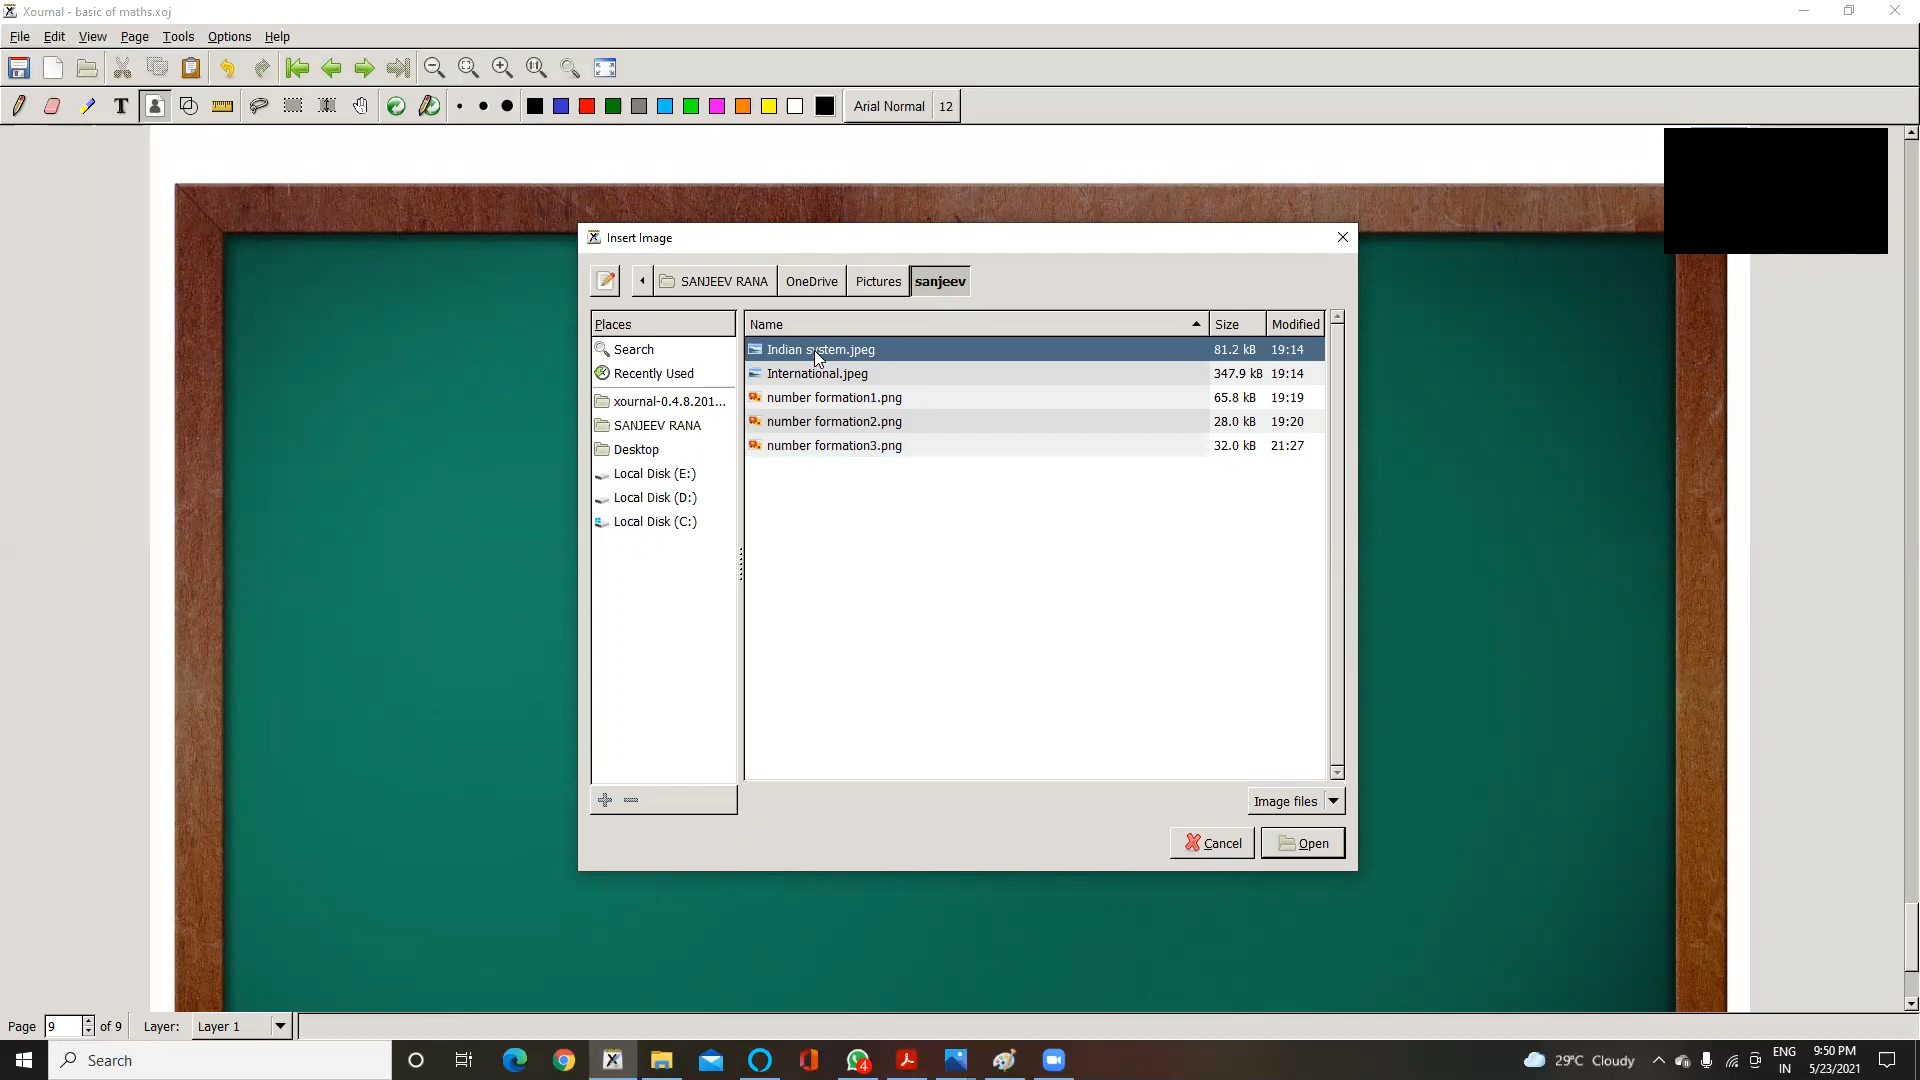 Xournal - basic of maths.xoj
File Edit View Page Tools Options Help
Arial Normal 12
Insert Image
SANJEEV RANA OneDrive Pictures sanjeev
Places Name Size Modified
Search Indian system.jpeg 81.2 kB 19:14
Recently Used International.jpeg 347.9 kB 19:14
xournal-0.4.8.201... number formation1.png 65.8 kB 19:19
SANJEEV RANA number formation2.png 28.0 kB 19:20
Desktop number formation3.png 32.0 kB 21:27
Local Disk (E:)
Local Disk (D:)
Local Disk (C:)
Image files
Cancel Open
Page 9 of 9 Layer: Layer 1
Search 4 29°C Cloudy ENG IN 9:50 PM 5/23/2021